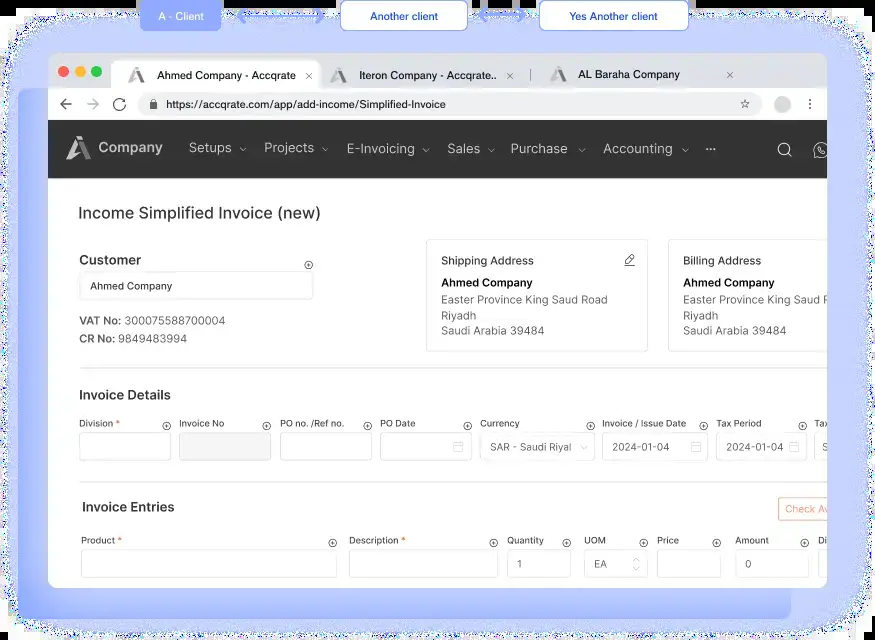 A - Client
Another client
Yes Another client
Ahmed Company - Accqrate
Iteron Company - Accqrate..
AL Baraha Company
https://accqrate.com/app/add-income/Simplified-Invoice
Company
Setups
Projects
E-Invoicing
Sales
Purchase
Accounting
...
Income Simplified Invoice (new)
Customer
Ahmed Company
VAT No: 300075588700004
CR No: 9849483994
Shipping Address
Ahmed Company
Easter Province King Saud Road
Riyadh
Saudi Arabia 39484
Billing Address
Ahmed Company
Easter Province King Saud
Riyadh
Saudi Arabia 39484
Invoice Details
Division *
Invoice No
PO no. /Ref no.
PO Date
Currency
Invoice / Issue Date
Tax Period
SAR - Saudi Riyal
2024-01-04
2024-01-04
Invoice Entries
Check
Product *
Description *
Quantity
UOM
Price
Amount
1
EA
0